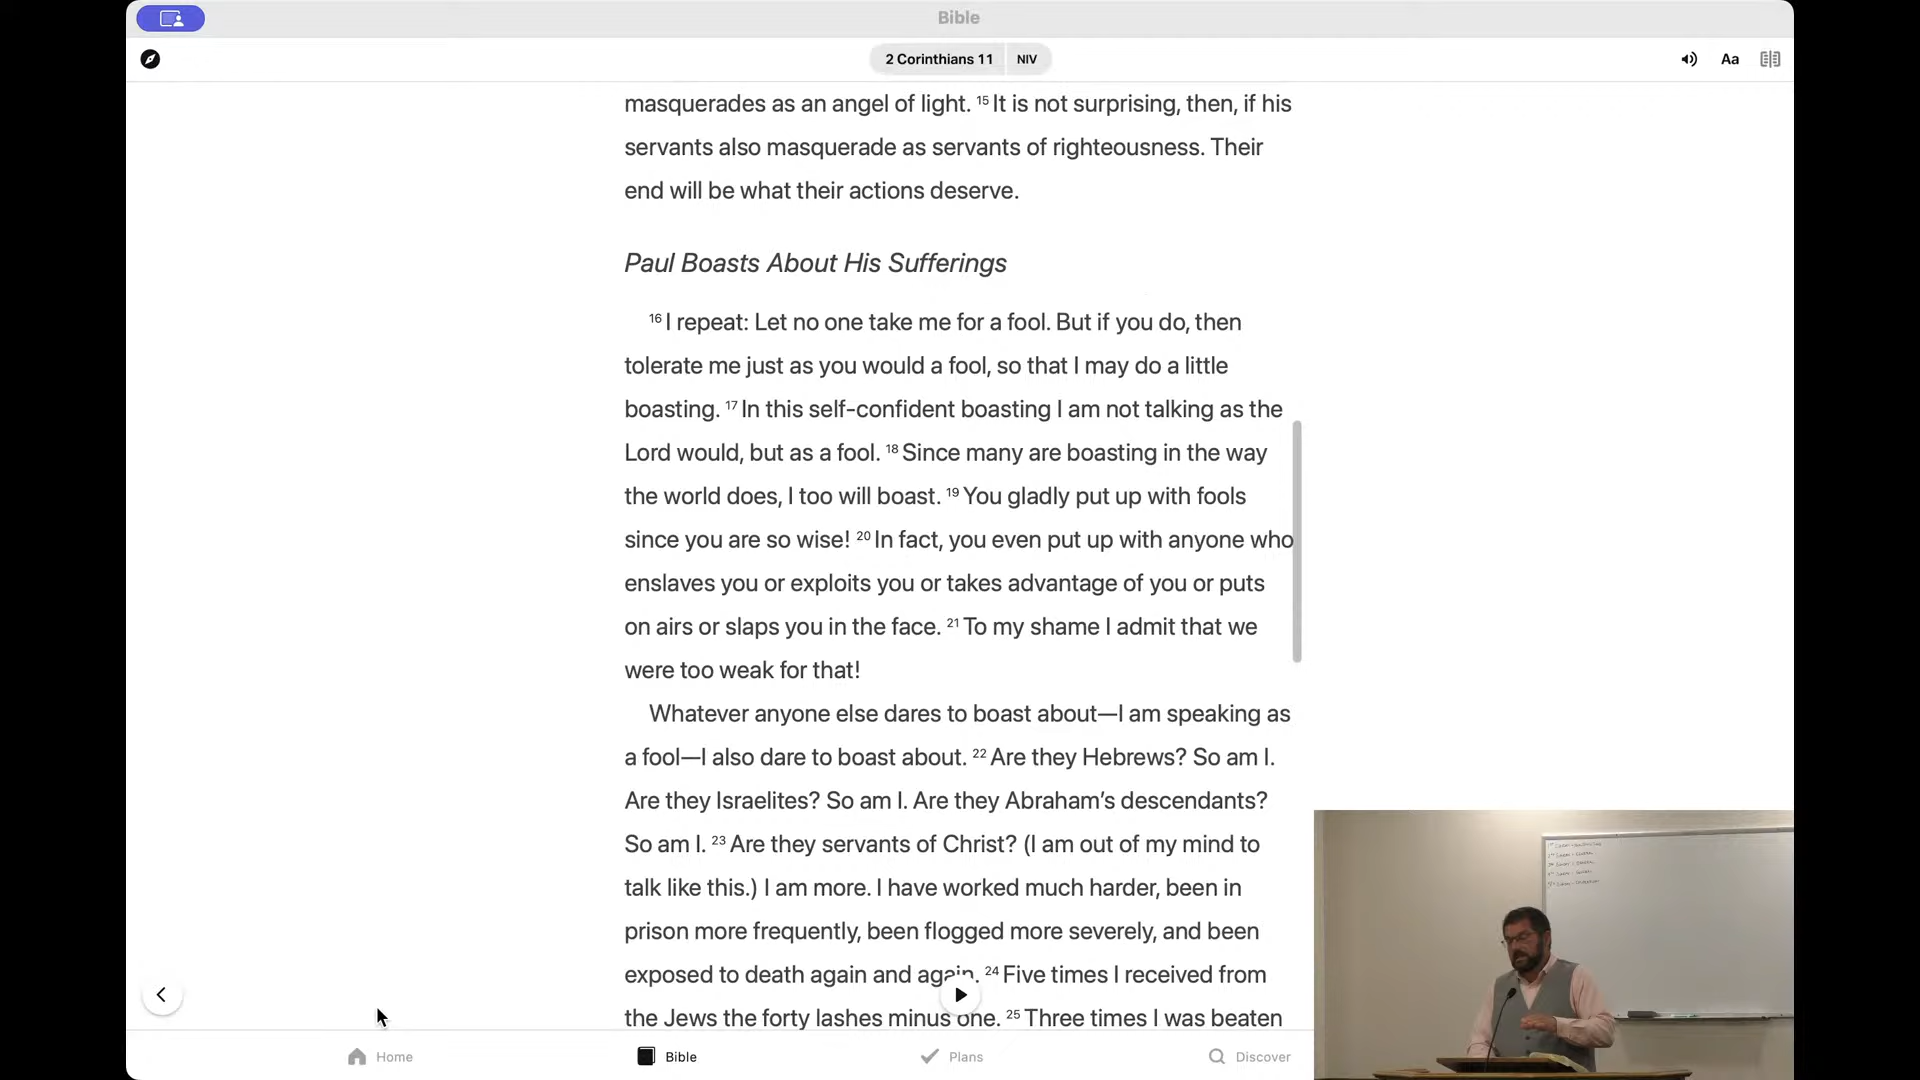 Bible
2 Corinthians 11 NIV
Aa
masquerades as an angel of light. 15 It is not surprising, then, if his
servants also masquerade as servants of righteousness. Their
end will be what their actions deserve.
Paul Boasts About His Sufferings
16 I repeat: Let no one take me for a fool. But if you do, then
tolerate me just as you would a fool, so that I may do a little
boasting. 17 In this self-confident boasting I am not talking as the
Lord would, but as a fool. 18 Since many are boasting in the way
the world does, I too will boast. 19 You gladly put up with fools
since you are so wise! 20 In fact, you even put up with anyone who
enslaves you or exploits you or takes advantage of you or puts
on airs or slaps you in the face. 21 To my shame I admit that we
were too weak for that!
Whatever anyone else dares to boast about—I am speaking as
a fool—I also dare to boast about. 22 Are they Hebrews? So am I.
Are they Israelites? So am I. Are they Abraham's descendants?
So am I. 23 Are they servants of Christ? (I am out of my mind to
talk like this.) I am more. I have worked much harder, been in
prison more frequently, been flogged more severely, and been
exposed to death again and again. 24 Five times I received from
the Jews the forty lashes minus one. 25 Three times I was beaten
Home Bible Plans Discover